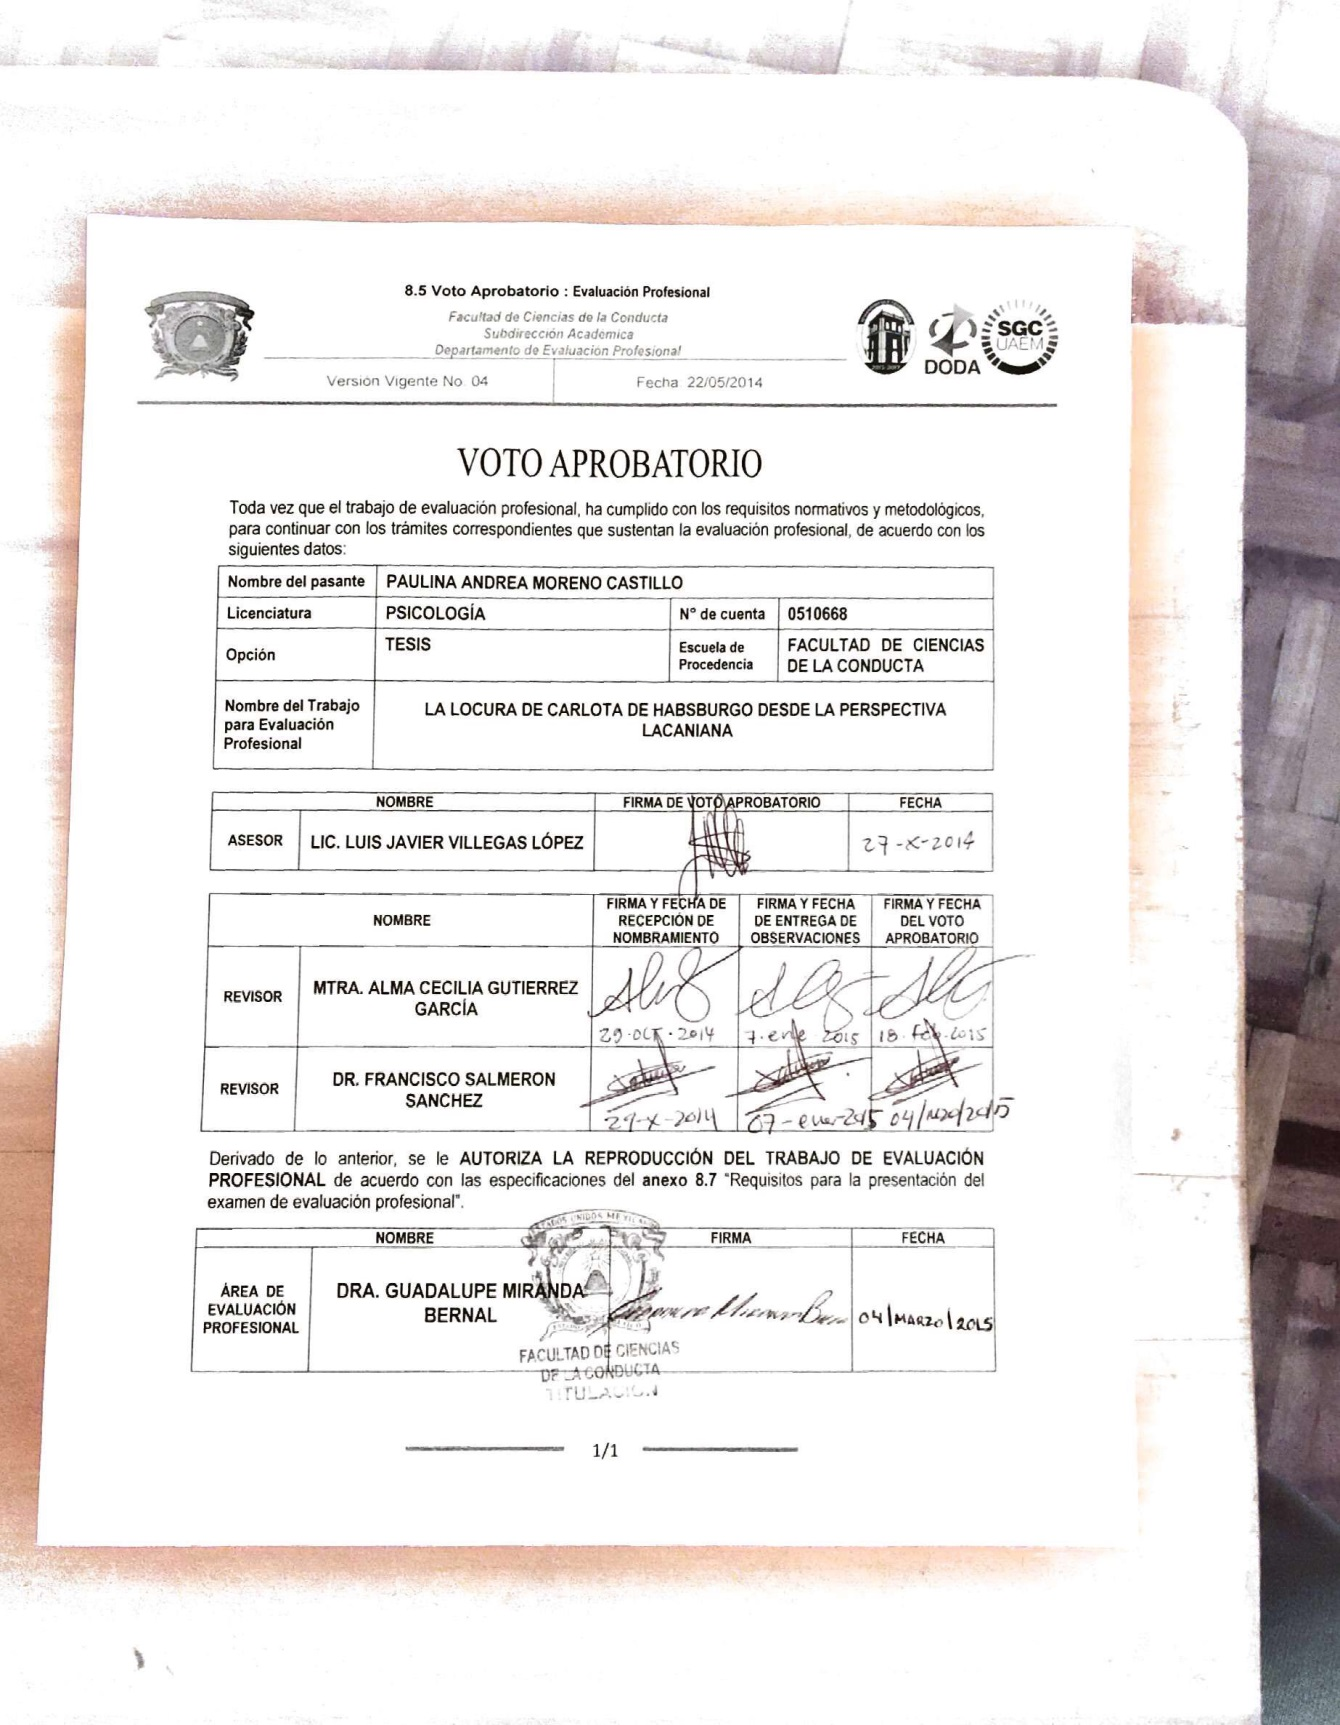 8.5 Voto Aprobatorio : Evaluación Profesional
Facultad de Ciencias de la Conducta
Subdirección Académica
Departamento de Evaluación Profesional
Versión Vigente No. 04
Fecha: 22/05/2014
DODA
SGC
UAEM
VOTO APROBATORIO
Toda vez que el trabajo de evaluación profesional, ha cumplido con los requisitos normativos y metodológicos,
para continuar con los trámites correspondientes que sustentan la evaluación profesional, de acuerdo con los
siguientes datos:
Nombre del pasante PAULINA ANDREA MORENO CASTILLO
Licenciatura PSICOLOGÍA N° de cuenta 0510668
Opción TESIS
Escuela de
Procedencia
FACULTAD DE CIENCIAS
DE LA CONDUCTA
Nombre del Trabajo
para Evaluación
Profesional
LA LOCURA DE CARLOTA DE HABSBURGO DESDE LA PERSPECTIVA
LACANIANA
NOMBRE FIRMA DE VOTO APROBATORIO FECHA
ASESOR LIC. LUIS JAVIER VILLEGAS LÓPEZ 27-X-2014
NOMBRE
FIRMA Y FECHA DE
RECEPCIÓN DE
NOMBRAMIENTO
FIRMA Y FECHA
DE ENTREGA DE
OBSERVACIONES
FIRMA Y FECHA
DEL VOTO
APROBATORIO
REVISOR
MTRA. ALMA CECILIA GUTIERREZ
GARCÍA
29·OCT·2014 7·ene 2015 18·feb·2015
REVISOR
DR. FRANCISCO SALMERON
SANCHEZ
29-X-2014 07-ene-2015 04/mzo/2015
Derivado de lo anterior, se le AUTORIZA LA REPRODUCCIÓN DEL TRABAJO DE EVALUACIÓN
PROFESIONAL de acuerdo con las especificaciones del anexo 8.7 "Requisitos para la presentación del
examen de evaluación profesional".
NOMBRE FIRMA FECHA
ÁREA DE
EVALUACIÓN
PROFESIONAL
DRA. GUADALUPE MIRANDA
BERNAL
04/MARZO/2015
FACULTAD DE CIENCIAS
DE LA CONDUCTA
TITULACION
1/1